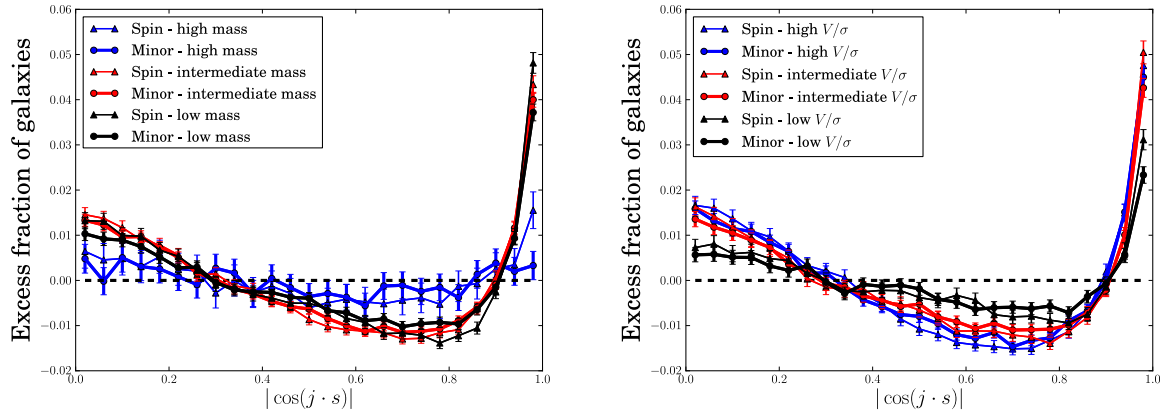 Excess fraction of galaxies
0.06
0.05
0.04
0.03
0.02
0.01
0.00
−0.01
−0.02
Spin - high mass
Minor - high mass
Spin - intermediate mass
Minor - intermediate mass
Spin - low mass
Minor - low mass
0.0 0.2 0.4 0.6 0.8 1.0
| cos(j · s)|
Excess fraction of galaxies
0.06
0.05
0.04
0.03
0.02
0.01
0.00
−0.01
−0.02
Spin - high V/σ
Minor - high V/σ
Spin - intermediate V/σ
Minor - intermediate V/σ
Spin - low V/σ
Minor - low V/σ
0.0 0.2 0.4 0.6 0.8 1.0
| cos(j · s)|